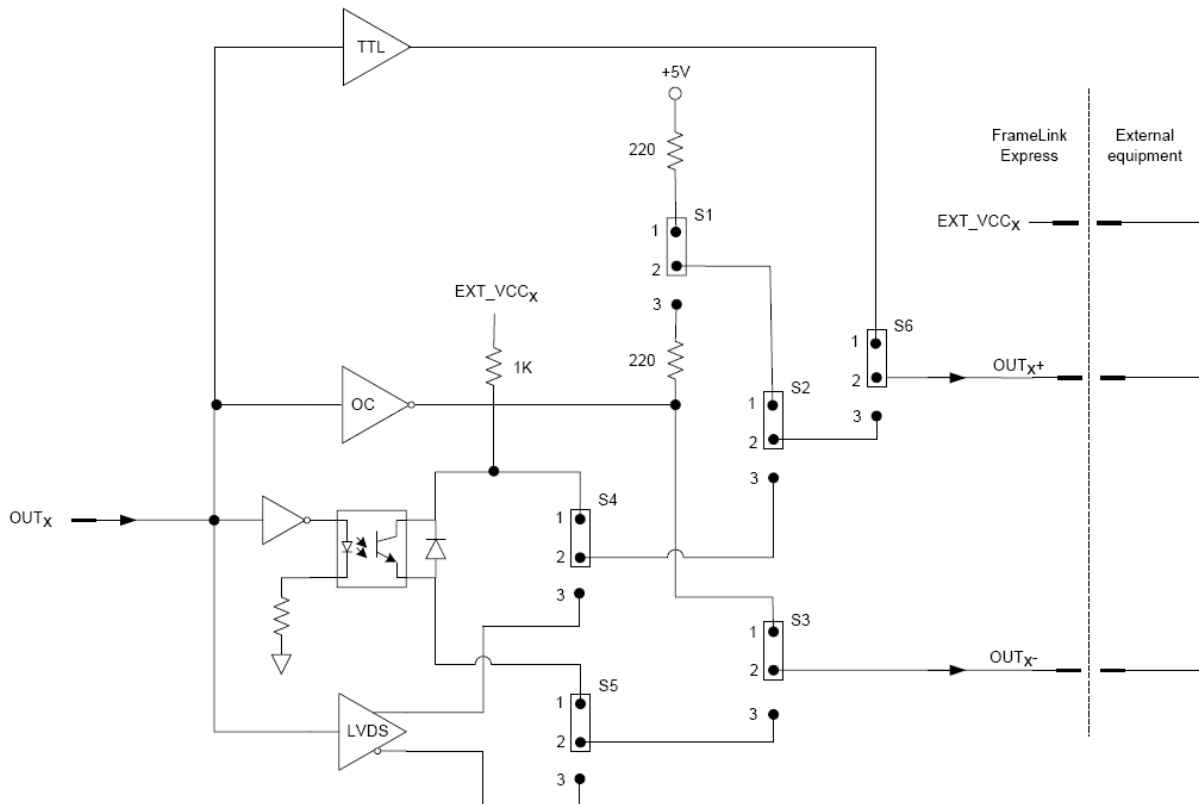 TTL
+5V
220
FrameLink
Express
External
equipment
S1
1
2
3
EXT_VCCX
EXT_VCCX
1K
220
S6
1
2
3
OUTX+
OC
S2
1
2
3
OUTX
S4
1
2
3
S3
1
2
3
OUTX-
S5
1
2
3
LVDS